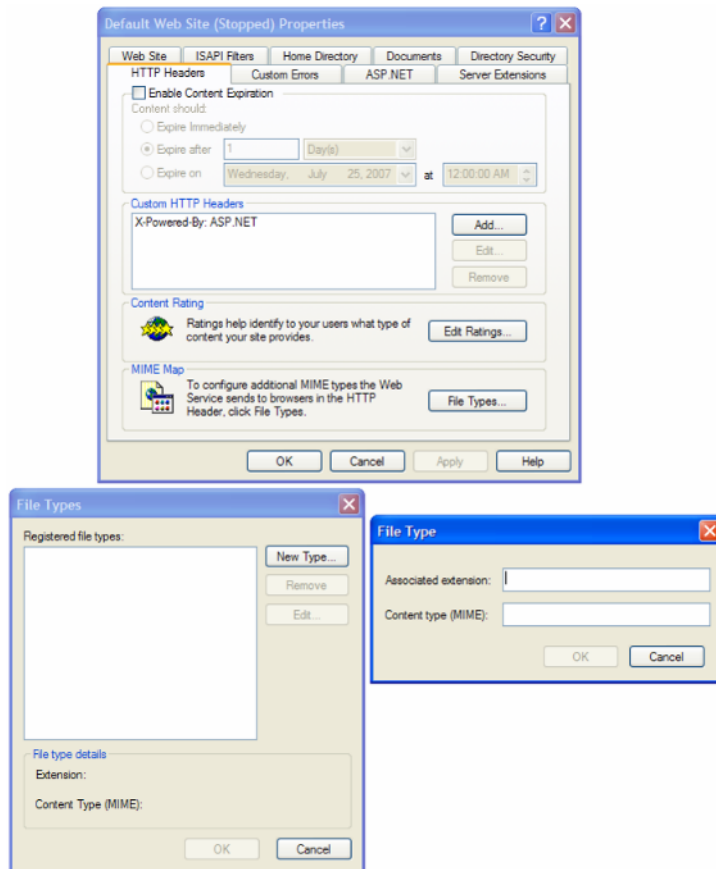 Default Web Site (Stopped) Properties
Web Site ISAPI Filters Home Directory Documents Directory Security
HTTP Headers Custom Errors ASP.NET Server Extensions
Enable Content Expiration
Content should:
Expire Immediately
Expire after 1 Day(s)
Expire on Wednesday, July 25, 2007 at 12:00:00 AM
Custom HTTP Headers
X-Powered-By: ASP.NET
Add...
Edit...
Remove
Content Rating
Ratings help identify to your users what type of
content your site provides.
Edit Ratings...
MIME Map
To configure additional MIME types the Web
Service sends to browsers in the HTTP
Header, click File Types.
File Types...
OK Cancel Apply Help
File Types
Registered file types:
New Type...
Remove
Edit...
File type details
Extension:
Content Type (MIME):
OK Cancel
File Type
Associated extension:
Content type (MIME):
OK Cancel